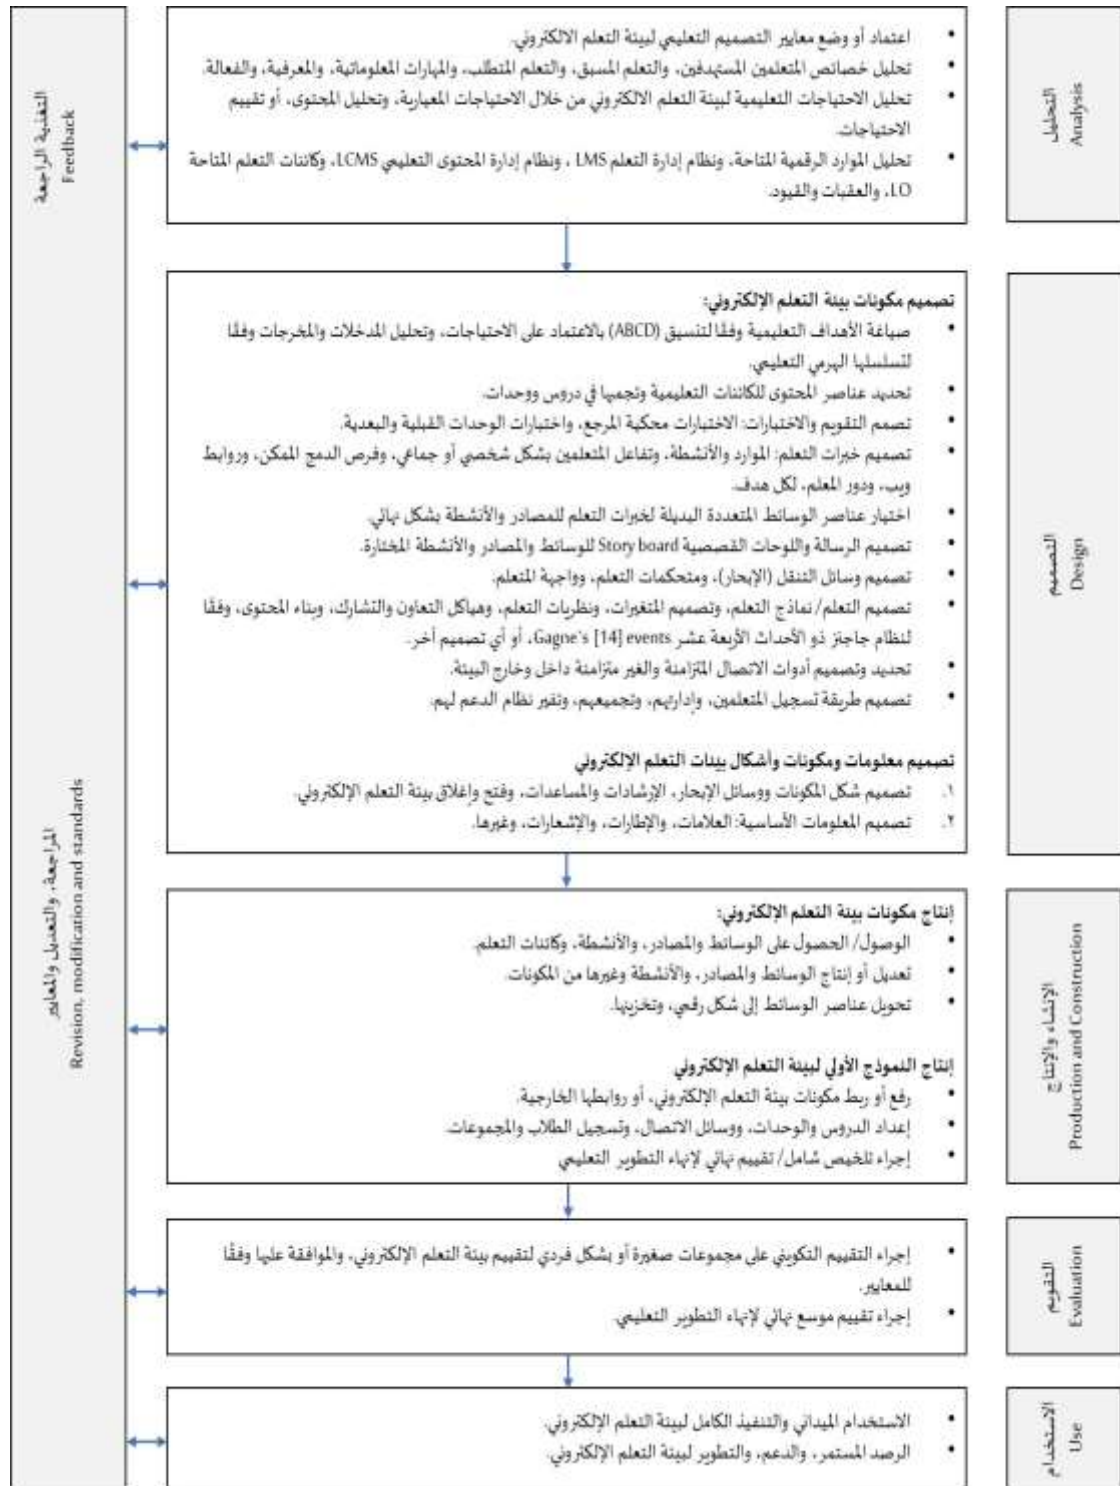 التحليل
Analysis
• اعتماد أو وضع معايير التصميم التعليمي لبيئة التعلم الالكتروني.
• تحليل خصائص المتعلمين المستهدفين، والتعلم المسبق، والتعلم المتطلب، والمهارات المعلوماتية، والمعرفية، والفعالة.
• تحليل الاحتياجات التعليمية لبيئة التعلم الالكتروني من خلال الاحتياجات المعيارية، وتحليل المحتوى، أو تقييم
الاحتياجات.
• تحليل الموارد الرقمية المتاحة، ونظام إدارة التعلم LMS ، ونظام إدارة المحتوى التعليمي LCMS، وكائنات التعلم المتاحة
LO، والعقبات والقيود.
التغذية الراجعة
Feedback
التصميم
Design
تصميم مكونات بيئة التعلم الإلكتروني:
• صياغة الأهداف التعليمية وفقًا لتنسيق (ABCD) بالاعتماد على الاحتياجات، وتحليل المدخلات والمخرجات وفقًا
لتسلسلها الهرمي التعليمي.
• تحديد عناصر المحتوى للكائنات التعليمية وتجمعها في دروس ووحدات.
• تصمم التقويم والاختبارات: الاختبارات محكية المرجع، واختبارات الوحدات القبلية والبعدية.
• تصميم خبرات التعلم: الموارد والأنشطة، وتفاعل المتعلمين بشكل شخصي أو جماعي، وفرص الدمج الممكن، وروابط
ويب، ودور المعلم، لكل هدف.
• اختيار عناصر الوسائط المتعددة البديلة لخبرات التعلم للمصادر والأنشطة بشكل نهائي.
• تصميم الرسالة واللوحات القصصية Story board للوسائط والمصادر والأنشطة المختارة.
• تصميم وسائل التنقل (الإبحار)، ومتحكمات التعلم، وواجهة المتعلم.
• تصميم التعلم/ نماذج التعلم، وتصميم المتغيرات، ونظريات التعلم، وهياكل التعاون والتشارك، وبناء المحتوى، وفقًا
لنظام جاجنز ذو الأحداث الأربعة عشر Gagne's [14] events، أو أي تصميم أخر.
• تحديد وتصميم أدوات الاتصال المتزامنة والغير متزامنة داخل وخارج البيئة.
• تصميم طريقة تسجيل المتعلمين، وإدارتهم، وتجميعهم، وتقير نظام الدعم لهم.
تصميم معلومات ومكونات وأشكال بيئات التعلم الإلكتروني
١. تصميم شكل المكونات ووسائل الإبحار، الإرشادات والمساعدات، وفتح وإغلاق بيئة التعلم الإلكتروني.
٢. تصميم المعلومات الأساسية: العلامات، والإطارات، والإشعارات، وغيرها.
المراجعة، والتعديل والمعايير
Revision, modification and standards
الإنشاء والإنتاج
Production and Construction
إنتاج مكونات بيئة التعلم الإلكتروني:
• الوصول/ الحصول على الوسائط والمصادر، والأنشطة، وكائنات التعلم.
• تعديل أو إنتاج الوسائط والمصادر، والأنشطة وغيرها من المكونات.
• تحويل عناصر الوسائط إلى شكل رقمي، وتخزينها.
إنتاج النموذج الأولي لبيئة التعلم الإلكتروني
• رفع أو ربط مكونات بيئة التعلم الإلكتروني، أو روابطها الخارجية.
• إعداد الدروس والوحدات، ووسائل الاتصال، وتسجيل الطلاب والمجموعات.
• إجراء تلخيص شامل/ تقييم نهائي لإنهاء التطوير التعليمي
التقويم
Evaluation
• إجراء التقييم التكويني على مجموعات صغيرة أو بشكل فردي لتقييم بيئة التعلم الإلكتروني، والموافقة عليها وفقًا
للمعايير.
• إجراء تقييم موسع نهائي لإنهاء التطوير التعليمي.
الاستخدام
Use
• الاستخدام الميداني والتنفيذ الكامل لبيئة التعلم الإلكتروني.
• الرصد المستمر، والدعم، والتطوير لبيئة التعلم الإلكتروني.